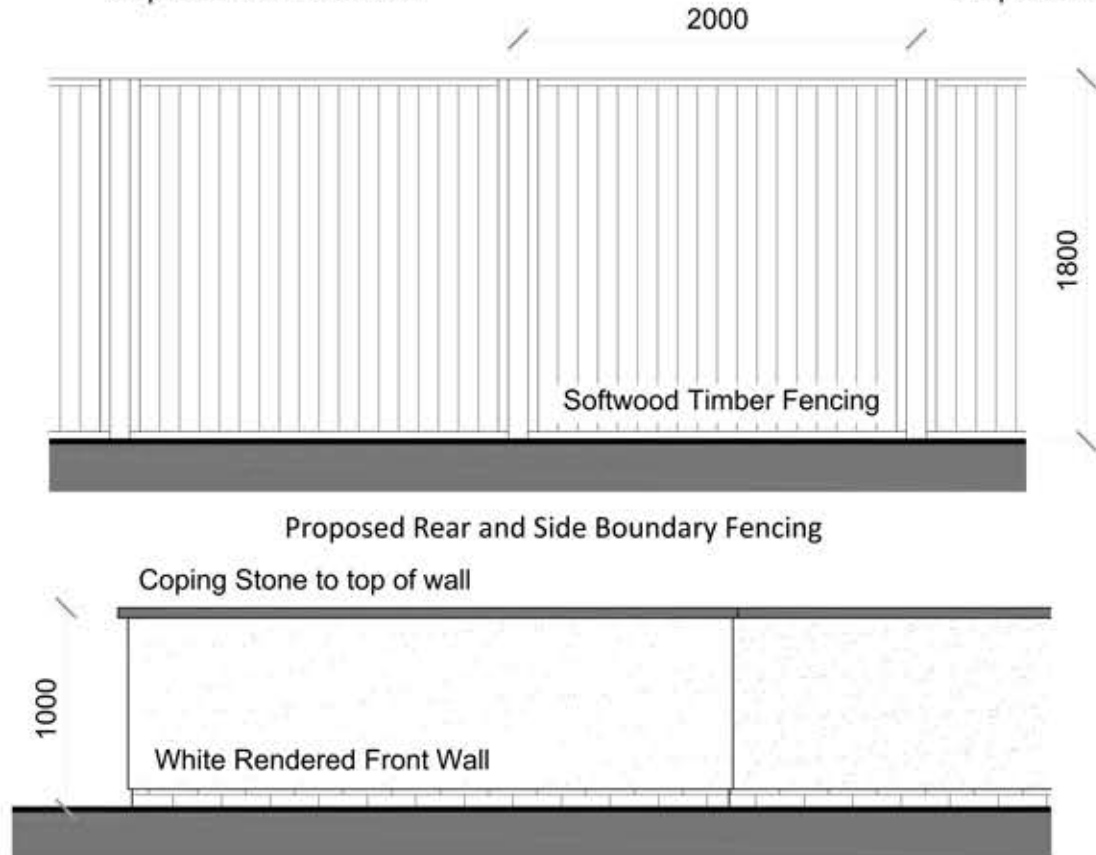 2000
1800
Softwood Timber Fencing
Proposed Rear and Side Boundary Fencing
Coping Stone to top of wall
1000
White Rendered Front Wall